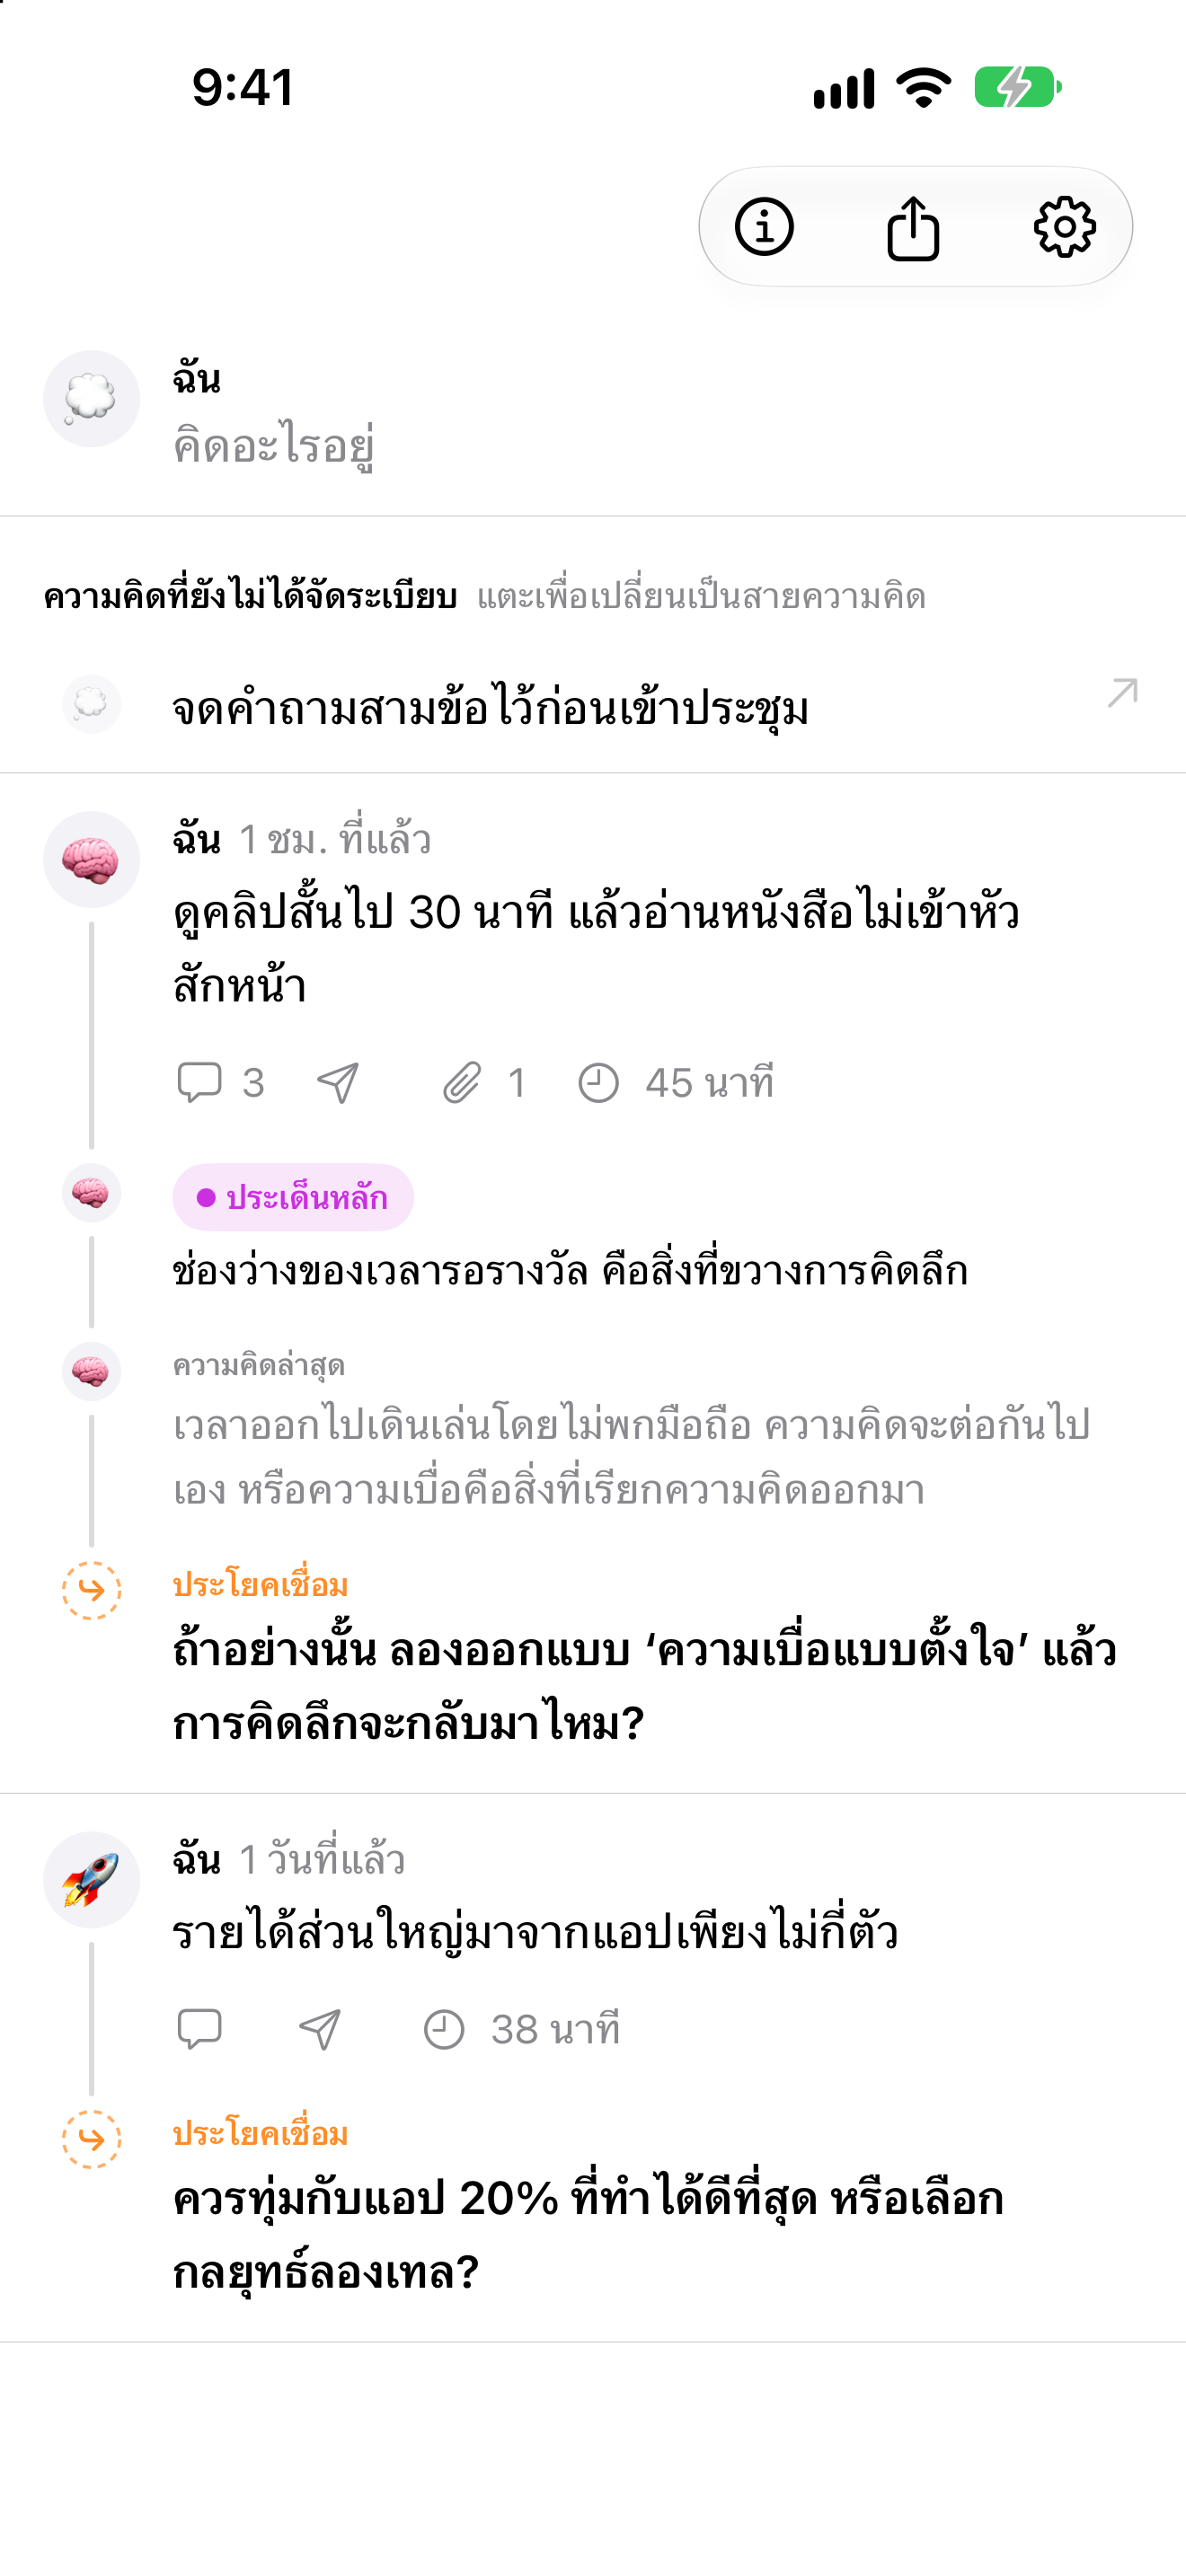 9:41
ฉัน
คิดอะไรอยู่
ความคิดที่ยังไม่ได้จัดระเบียบ แตะเพื่อเปลี่ยนเป็นสายความคิด
จดคำถามสามข้อไว้ก่อนเข้าประชุม
ฉัน 1 ชม. ที่แล้ว
ดูคลิปสั้นไป 30 นาที แล้วอ่านหนังสือไม่เข้าหัว
สักหน้า
3 1 45 นาที
ประเด็นหลัก
ช่องว่างของเวลารอรางวัล คือสิ่งที่ขวางการคิดลึก
ความคิดล่าสุด
เวลาออกไปเดินเล่นโดยไม่พกมือถือ ความคิดจะต่อกันไป
เอง หรือความเบื่อคือสิ่งที่เรียกความคิดออกมา
ประโยคเชื่อม
ถ้าอย่างนั้น ลองออกแบบ ‘ความเบื่อแบบตั้งใจ’ แล้ว
การคิดลึกจะกลับมาไหม?
ฉัน 1 วันที่แล้ว
รายได้ส่วนใหญ่มาจากแอปเพียงไม่กี่ตัว
38 นาที
ประโยคเชื่อม
ควรทุ่มกับแอป 20% ที่ทำได้ดีที่สุด หรือเลือก
กลยุทธ์ลองเทล?